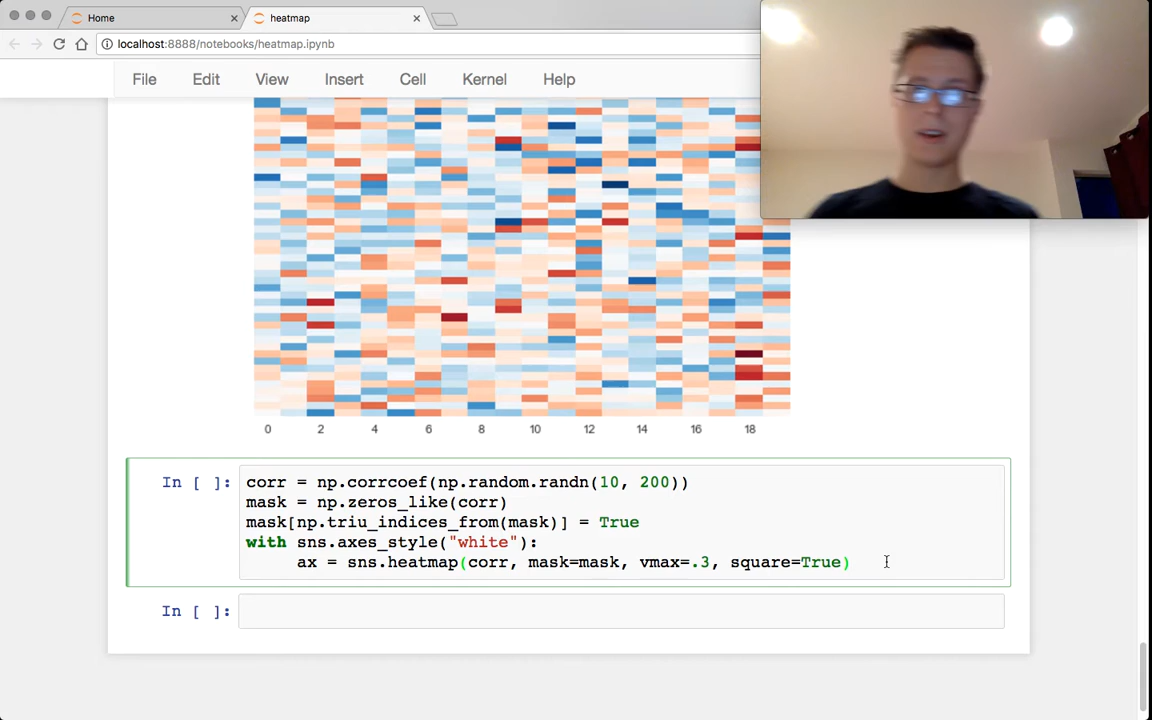 Home
heatmap
localhost:8888/notebooks/heatmap.ipynb
File Edit View Insert Cell Kernel Help
0 2 4 6 8 10 12 14 16 18
In [ ]:
corr = np.corrcoef(np.random.randn(10, 200))
mask = np.zeros_like(corr)
mask[np.triu_indices_from(mask)] = True
with sns.axes_style("white"):
ax = sns.heatmap(corr, mask=mask, vmax=.3, square=True)
In [ ]: